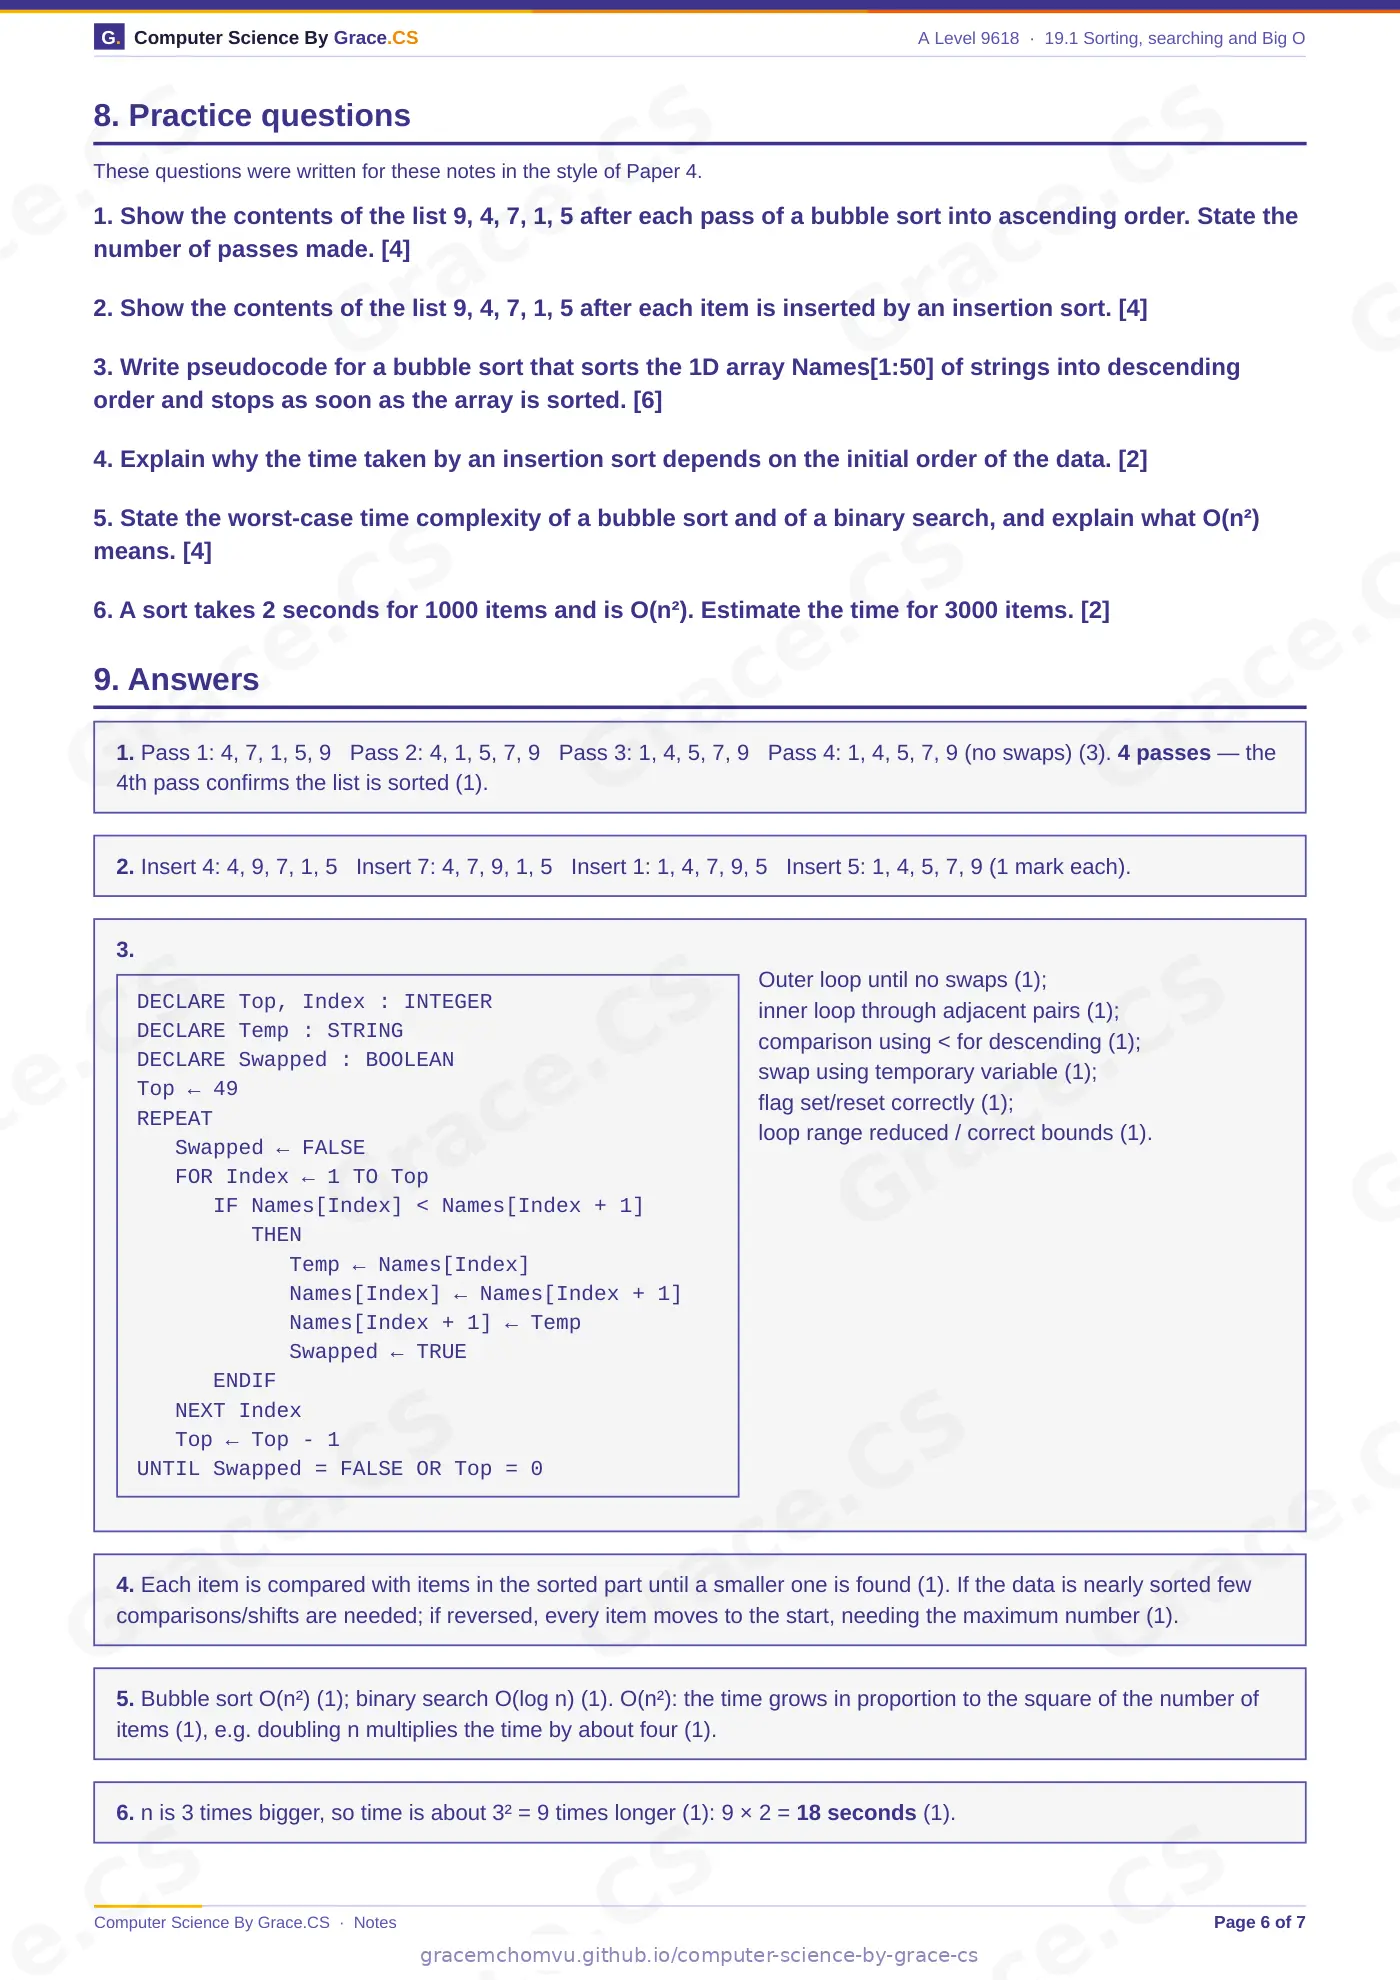 G. Computer Science By Grace.CS
A Level 9618 · 19.1 Sorting, searching and Big O
8. Practice questions
These questions were written for these notes in the style of Paper 4.
1. Show the contents of the list 9, 4, 7, 1, 5 after each pass of a bubble sort into ascending order. State the
number of passes made. [4]
2. Show the contents of the list 9, 4, 7, 1, 5 after each item is inserted by an insertion sort. [4]
3. Write pseudocode for a bubble sort that sorts the 1D array Names[1:50] of strings into descending
order and stops as soon as the array is sorted. [6]
4. Explain why the time taken by an insertion sort depends on the initial order of the data. [2]
5. State the worst-case time complexity of a bubble sort and of a binary search, and explain what O(n²)
means. [4]
6. A sort takes 2 seconds for 1000 items and is O(n²). Estimate the time for 3000 items. [2]
9. Answers
1. Pass 1: 4, 7, 1, 5, 9 Pass 2: 4, 1, 5, 7, 9 Pass 3: 1, 4, 5, 7, 9 Pass 4: 1, 4, 5, 7, 9 (no swaps) (3). 4 passes — the
4th pass confirms the list is sorted (1).
2. Insert 4: 4, 9, 7, 1, 5 Insert 7: 4, 7, 9, 1, 5 Insert 1: 1, 4, 7, 9, 5 Insert 5: 1, 4, 5, 7, 9 (1 mark each).
3.
DECLARE Top, Index : INTEGER
DECLARE Temp : STRING
DECLARE Swapped : BOOLEAN
Top ← 49
REPEAT
Swapped ← FALSE
FOR Index ← 1 TO Top
IF Names[Index] < Names[Index + 1]
THEN
Temp ← Names[Index]
Names[Index] ← Names[Index + 1]
Names[Index + 1] ← Temp
Swapped ← TRUE
ENDIF
NEXT Index
Top ← Top - 1
UNTIL Swapped = FALSE OR Top = 0
Outer loop until no swaps (1);
inner loop through adjacent pairs (1);
comparison using < for descending (1);
swap using temporary variable (1);
flag set/reset correctly (1);
loop range reduced / correct bounds (1).
4. Each item is compared with items in the sorted part until a smaller one is found (1). If the data is nearly sorted few
comparisons/shifts are needed; if reversed, every item moves to the start, needing the maximum number (1).
5. Bubble sort O(n²) (1); binary search O(log n) (1). O(n²): the time grows in proportion to the square of the number of
items (1), e.g. doubling n multiplies the time by about four (1).
6. n is 3 times bigger, so time is about 3² = 9 times longer (1): 9 × 2 = 18 seconds (1).
Computer Science By Grace.CS · Notes
Page 6 of 7
gracemchomvu.github.io/computer-science-by-grace-cs